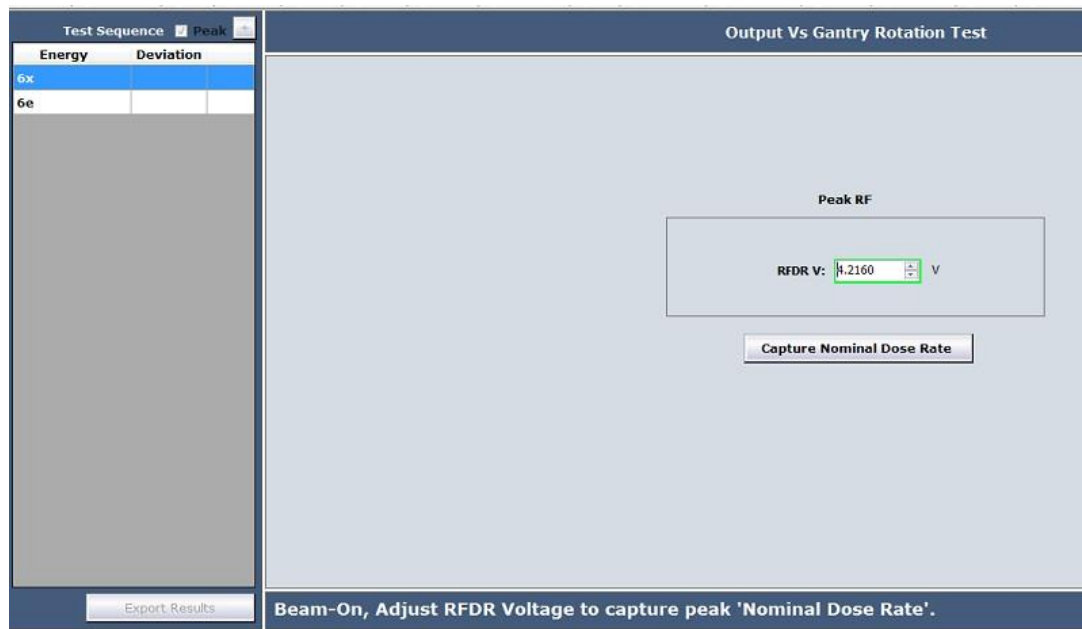 Test Sequence Peak
Energy Deviation
6x
6e
Export Results
Output Vs Gantry Rotation Test
Peak RF
RFDR V: 4.2160 V
Capture Nominal Dose Rate
Beam-On, Adjust RFDR Voltage to capture peak 'Nominal Dose Rate'.